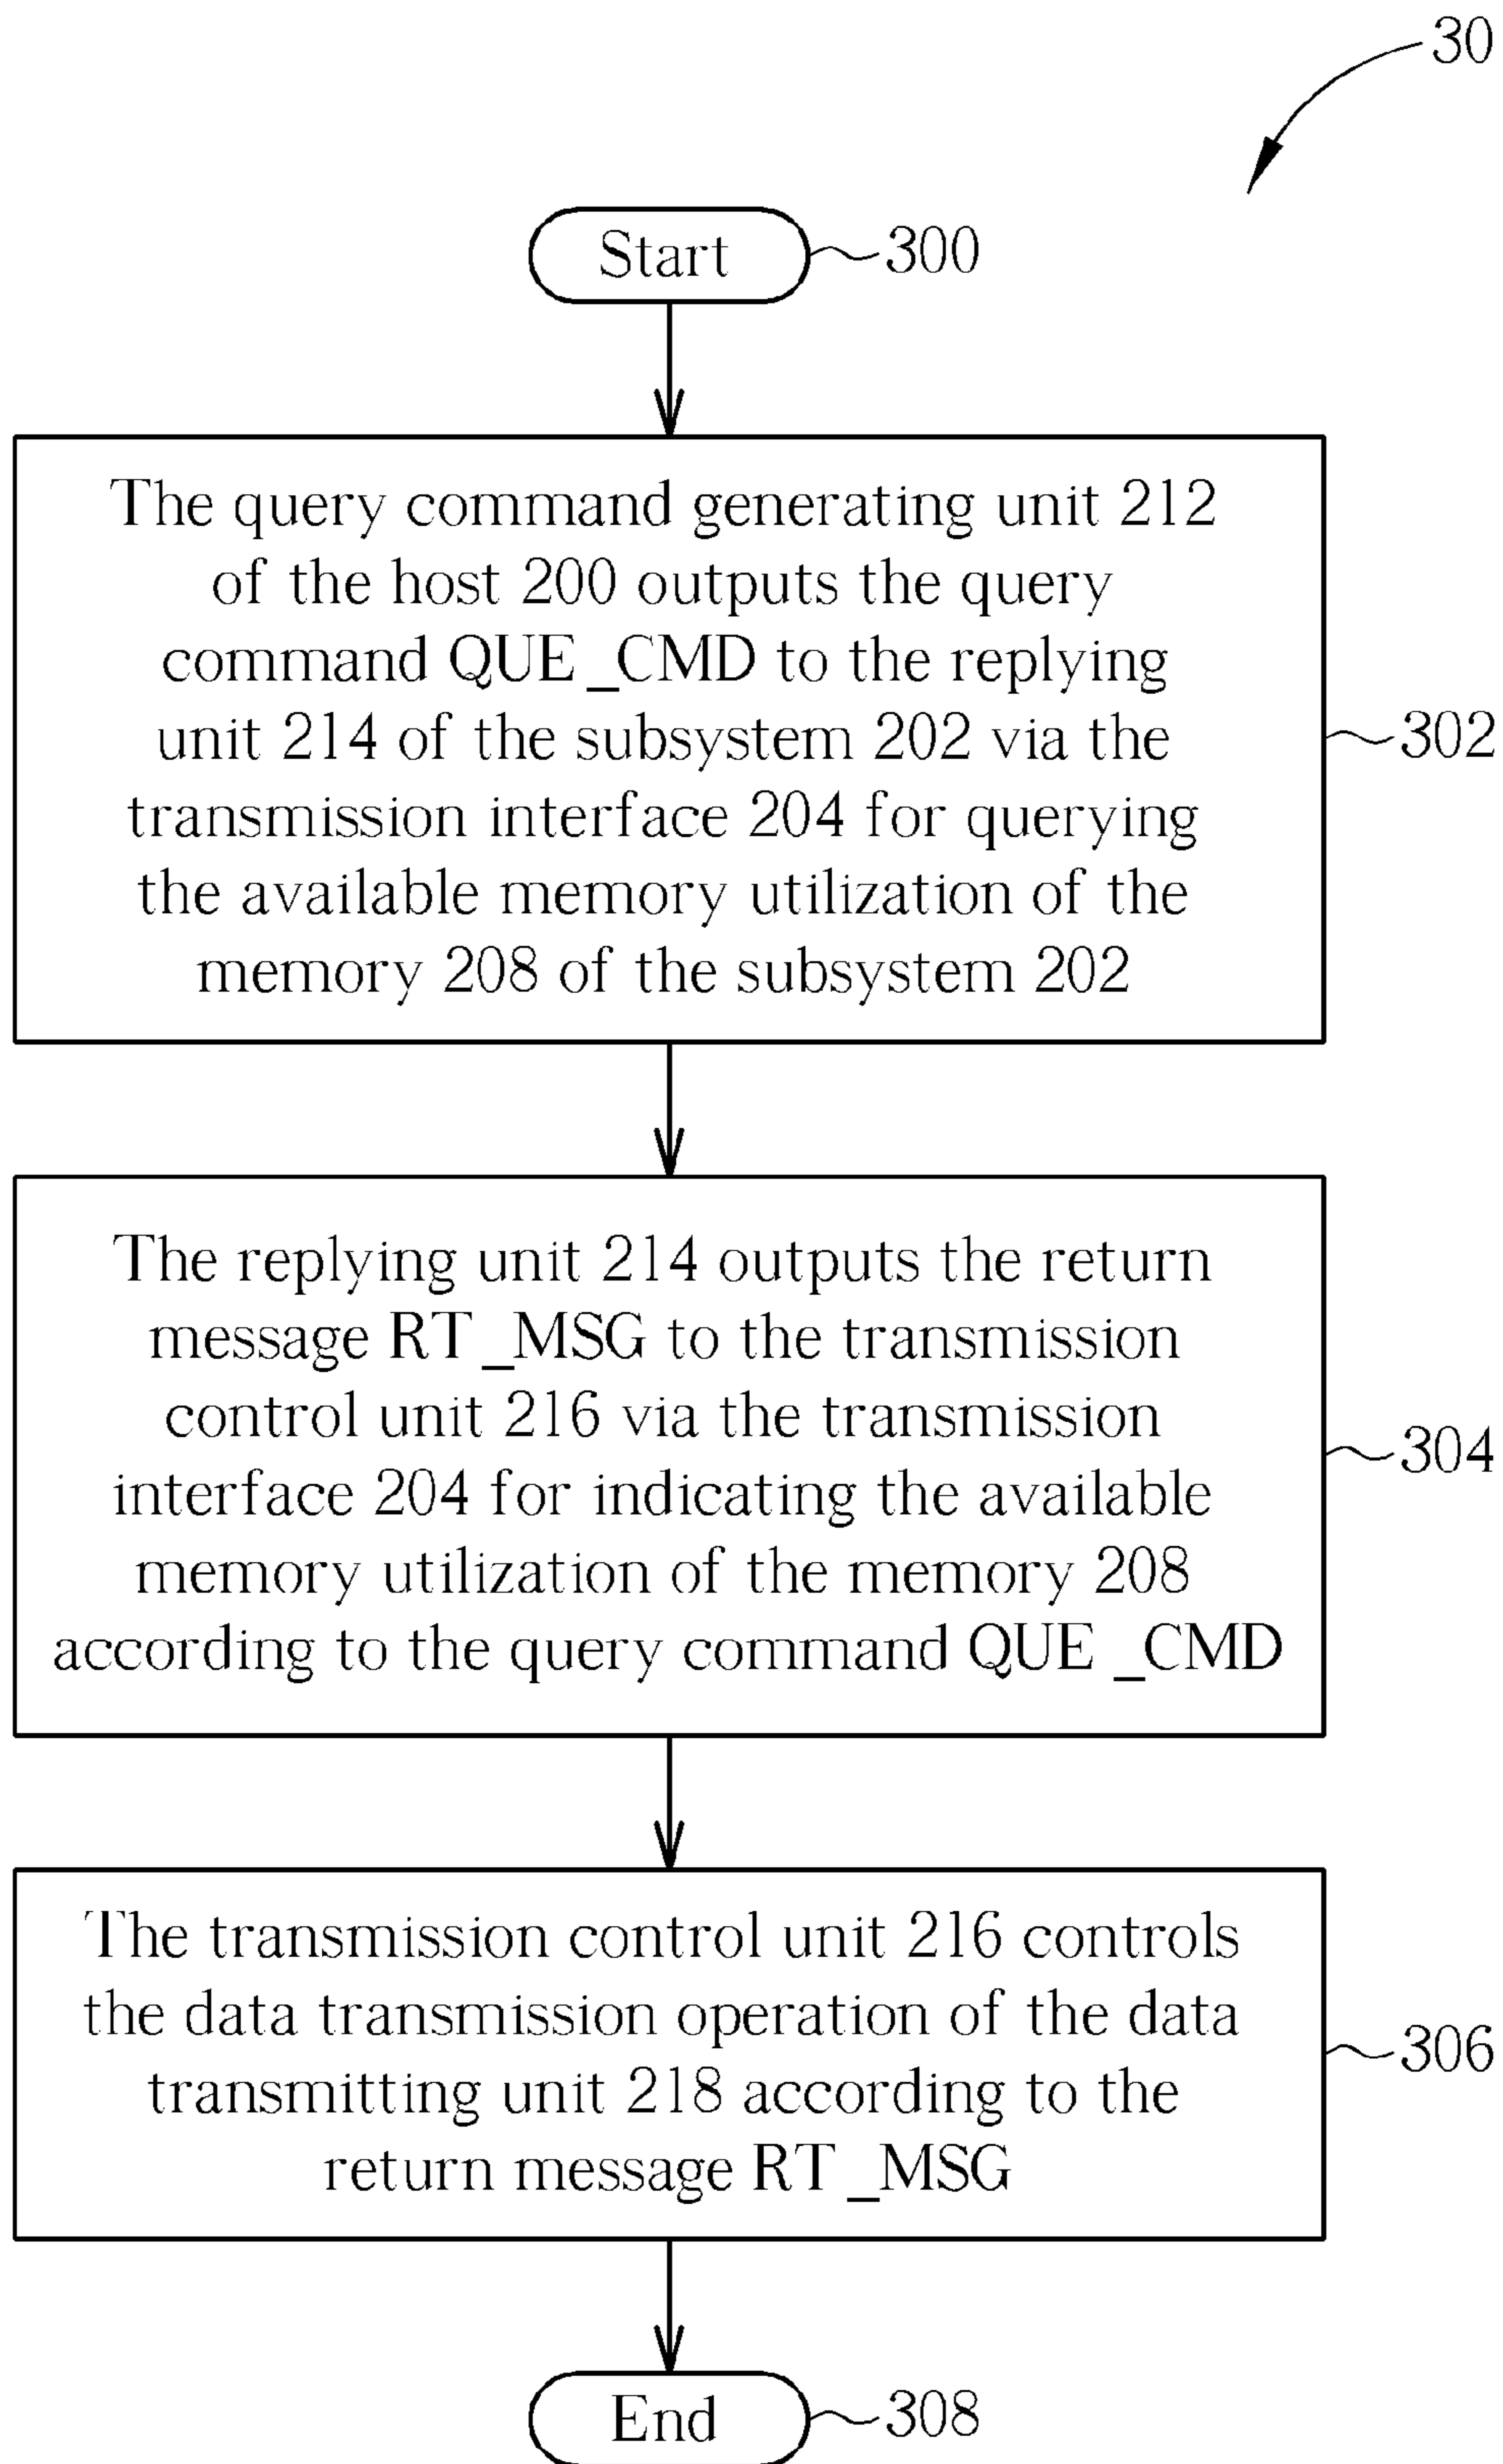 30
Start
300
The query command generating unit 212
of the host 200 outputs the query
command QUE_CMD to the replying
unit 214 of the subsystem 202 via the
transmission interface 204 for querying
the available memory utilization of the
memory 208 of the subsystem 202
302
The replying unit 214 outputs the return
message RT_MSG to the transmission
control unit 216 via the transmission
interface 204 for indicating the available
memory utilization of the memory 208
according to the query command QUE_CMD
304
The transmission control unit 216 controls
the data transmission operation of the data
transmitting unit 218 according to the
return message RT_MSG
306
End
308